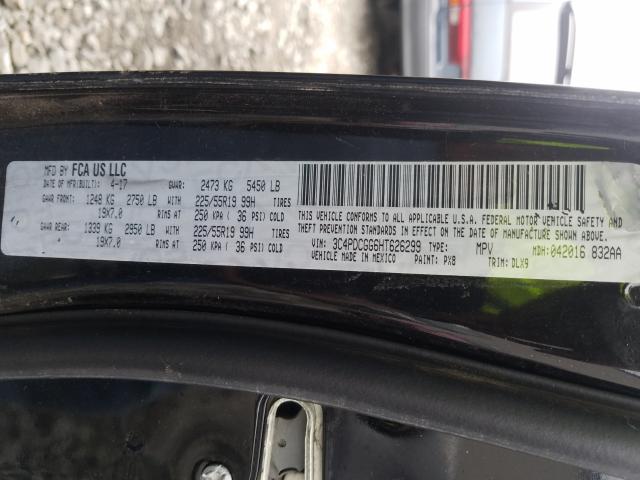 MFD BY FCA US LLC
DATE OF MFR(BUILT): 4-17 GVWR: 2473 KG 5450 LB
GAWR FRONT: 1248 KG 2750 LB WITH 225/55R19 99H TIRES
19X7.0 RIMS AT 250 KPA ( 36 PSI) COLD
GAWR REAR: 1339 KG 2950 LB WITH 225/55R19 99H TIRES
19X7.0 RIMS AT 250 KPA ( 36 PSI) COLD
THIS VEHICLE CONFORMS TO ALL APPLICABLE U.S.A. FEDERAL MOTOR VEHICLE SAFETY
AND THEFT PREVENTION STANDARDS IN EFFECT ON THE DATE OF MANUFACTURE SHOWN ABOVE.
VIN: 3C4PDCGG6HT626299 TYPE: MPV MDH:042016 832AA
VEHICLE MADE IN MEXICO PAINT: PX8 TRIM: DLX9